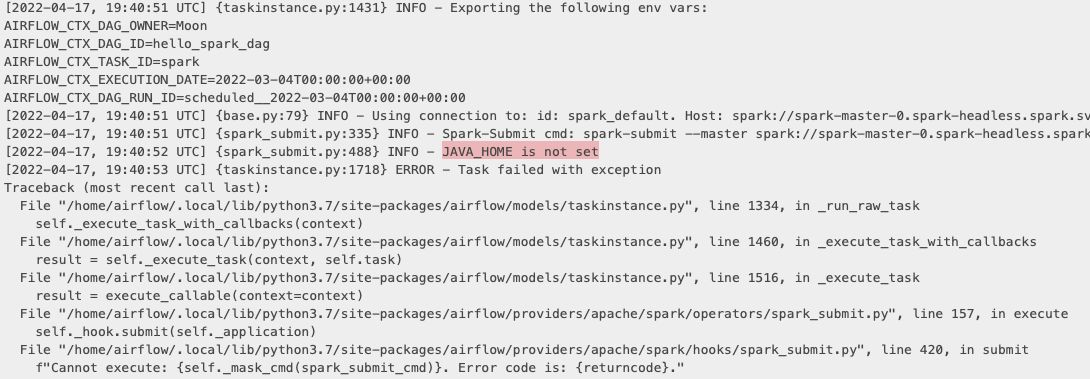 [2022-04-17, 19:40:51 UTC] {taskinstance.py:1431} INFO - Exporting the following env vars:
AIRFLOW_CTX_DAG_OWNER=Moon
AIRFLOW_CTX_DAG_ID=hello_spark_dag
AIRFLOW_CTX_TASK_ID=spark
AIRFLOW_CTX_EXECUTION_DATE=2022-03-04T00:00:00+00:00
AIRFLOW_CTX_DAG_RUN_ID=scheduled__2022-03-04T00:00:00+00:00
[2022-04-17, 19:40:51 UTC] {base.py:79} INFO - Using connection to: id: spark_default. Host: spark://spark-master-0.spark-headless.spark.sv
[2022-04-17, 19:40:51 UTC] {spark_submit.py:335} INFO - Spark-Submit cmd: spark-submit --master spark://spark-master-0.spark-headless.spark
[2022-04-17, 19:40:52 UTC] {spark_submit.py:488} INFO - JAVA_HOME is not set
[2022-04-17, 19:40:53 UTC] {taskinstance.py:1718} ERROR - Task failed with exception
Traceback (most recent call last):
  File "/home/airflow/.local/lib/python3.7/site-packages/airflow/models/taskinstance.py", line 1334, in _run_raw_task
    self._execute_task_with_callbacks(context)
  File "/home/airflow/.local/lib/python3.7/site-packages/airflow/models/taskinstance.py", line 1460, in _execute_task_with_callbacks
    result = self._execute_task(context, self.task)
  File "/home/airflow/.local/lib/python3.7/site-packages/airflow/models/taskinstance.py", line 1516, in _execute_task
    result = execute_callable(context=context)
  File "/home/airflow/.local/lib/python3.7/site-packages/airflow/providers/apache/spark/operators/spark_submit.py", line 157, in execute
    self._hook.submit(self._application)
  File "/home/airflow/.local/lib/python3.7/site-packages/airflow/providers/apache/spark/hooks/spark_submit.py", line 420, in submit
    f"Cannot execute: {self._mask_cmd(spark_submit_cmd)}. Error code is: {returncode}."